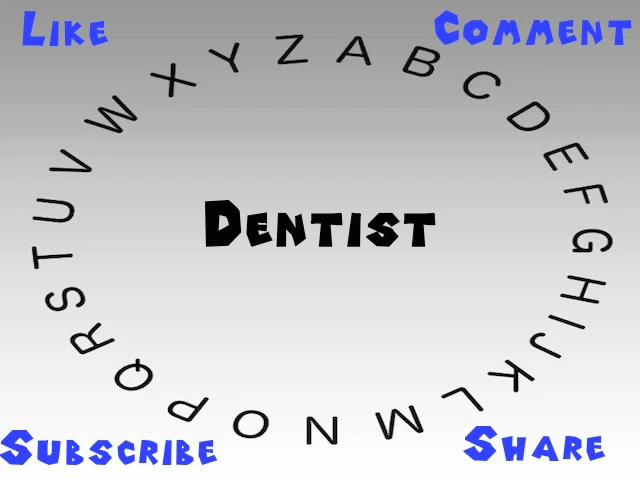 Like
Comment
A B C D E F G H I J K L M N O P Q R S T U V W X Y Z
Dentist
Subscribe
Share